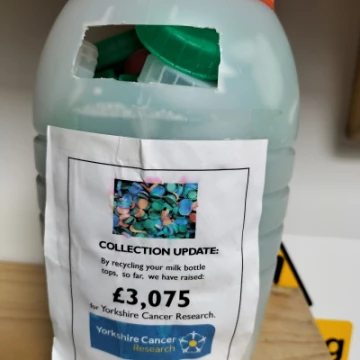 COLLECTION UPDATE:
By recycling your milk bottle
tops, so far, we have raised:
£3,075
for Yorkshire Cancer Research.
Yorkshire Cancer
Research
g